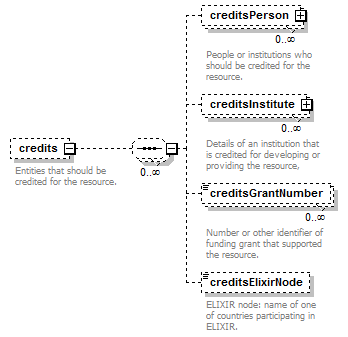 creditsPerson
0..∞
People or institutions who
should be credited for the
resource.
creditsInstitute
0..∞
Details of an institution that
is credited for developing or
providing the resource,
credits
0..∞
Entities that should be
credited for the resource.
creditsGrantNumber
0..∞
Number or other identifier of
funding grant that supported
the resource.
creditsElixirNode
ELIXIR node: name of one
of countries participating in
ELIXIR.